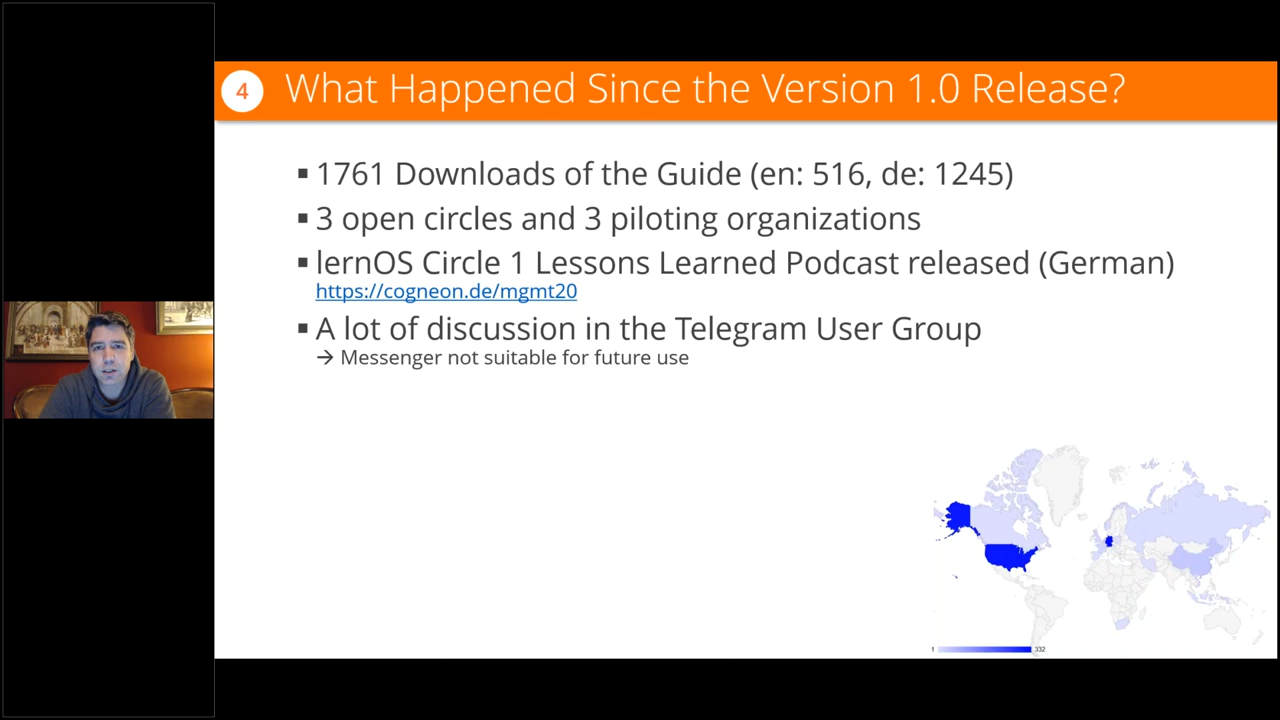 4
What Happened Since the Version 1.0 Release?
▪ 1761 Downloads of the Guide (en: 516, de: 1245)
▪ 3 open circles and 3 piloting organizations
▪ lernOS Circle 1 Lessons Learned Podcast released (German)
https://cogneon.de/mgmt20
▪ A lot of discussion in the Telegram User Group
→ Messenger not suitable for future use
1 332